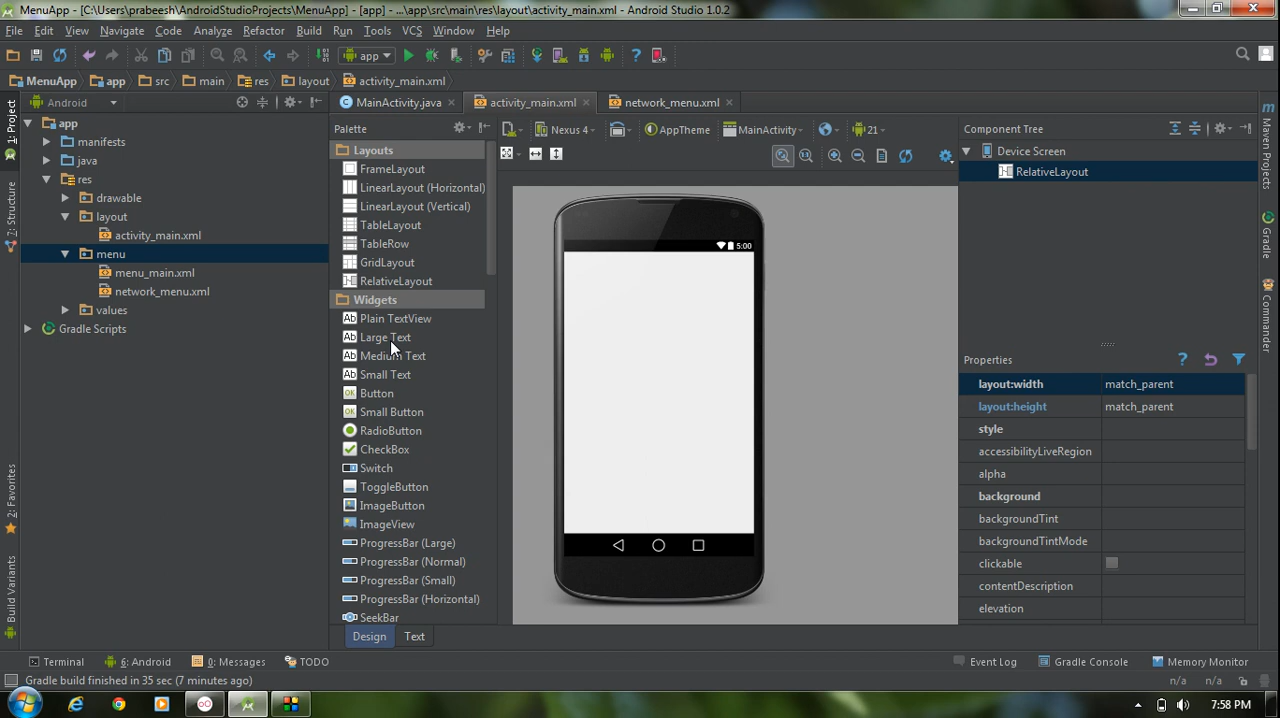 MenuApp - [C:\Users\prabeesh\AndroidStudioProjects\MenuApp] - [app] - ...\app\src\main\res\layout\activity_main.xml - Android Studio 1.0.2
File Edit View Navigate Code Analyze Refactor Build Run Tools VCS Window Help
app
MenuApp app src main res layout activity_main.xml
Android
MainActivity.java activity_main.xml network_menu.xml
1: Project
Z: Structure
2: Favorites
Build Variants
app
manifests
java
res
drawable
layout
activity_main.xml
menu
menu_main.xml
network_menu.xml
values
Gradle Scripts
Palette
Layouts
FrameLayout
LinearLayout (Horizontal)
LinearLayout (Vertical)
TableLayout
TableRow
GridLayout
RelativeLayout
Widgets
Plain TextView
Large Text
Medium Text
Small Text
Button
Small Button
RadioButton
CheckBox
Switch
ToggleButton
ImageButton
ImageView
ProgressBar (Large)
ProgressBar (Normal)
ProgressBar (Small)
ProgressBar (Horizontal)
SeekBar
Design Text
Nexus 4 AppTheme MainActivity 21
5:00
Component Tree
Device Screen
RelativeLayout
Properties
layout:width match_parent
layout:height match_parent
style
accessibilityLiveRegion
alpha
background
backgroundTint
backgroundTintMode
clickable
contentDescription
elevation
Maven Projects
Gradle
Commander
Terminal 6: Android 0: Messages TODO Event Log Gradle Console Memory Monitor
Gradle build finished in 35 sec (7 minutes ago) n/a n/a
7:58 PM